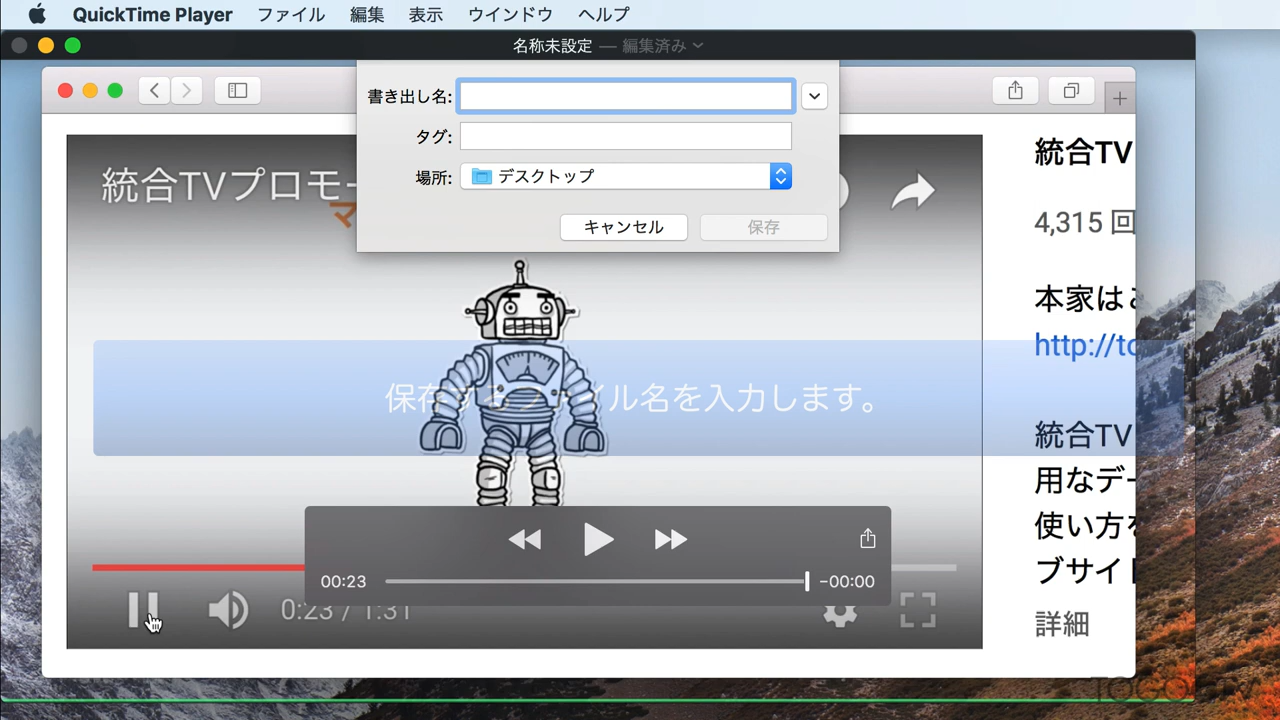 QuickTime Player ファイル 編集 表示 ウインドウ ヘルプ
名称未設定 — 編集済み
書き出し名:
タグ:
場所: デスクトップ
キャンセル 保存
統合TVプロモー
マ
統合TV
4,315 回
本家は
http://to
保存するファイル名を入力します。
統合TV
用なデー
使い方を
ブサイト
詳細
00:23 −00:00
0:23 / 1:31
TOGO tv